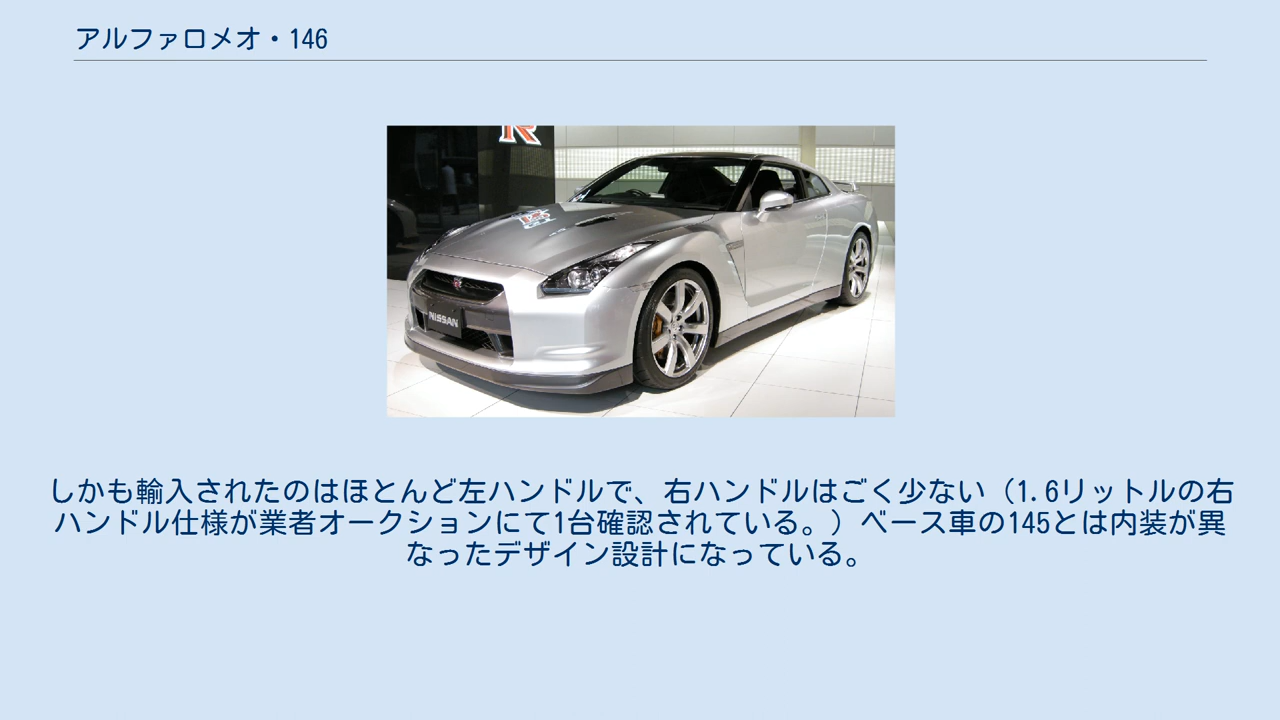 アルファロメオ・146
R
NISSAN
しかも輸入されたのはほとんど左ハンドルで、右ハンドルはごく少ない（1.6リットルの右
ハンドル仕様が業者オークションにて1台確認されている。）ベース車の145とは内装が異
なったデザイン設計になっている。